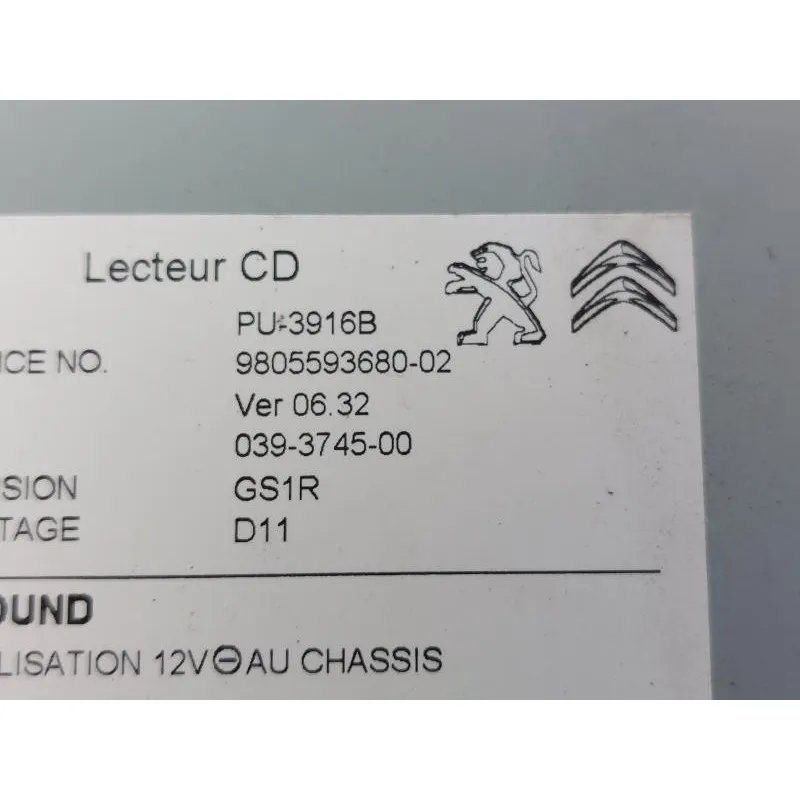 Lecteur CD
PU-3916B
ICE NO. 9805593680-02
Ver 06.32
039-3745-00
SION GS1R
TAGE D11
OUND
LISATION 12V⊖AU CHASSIS